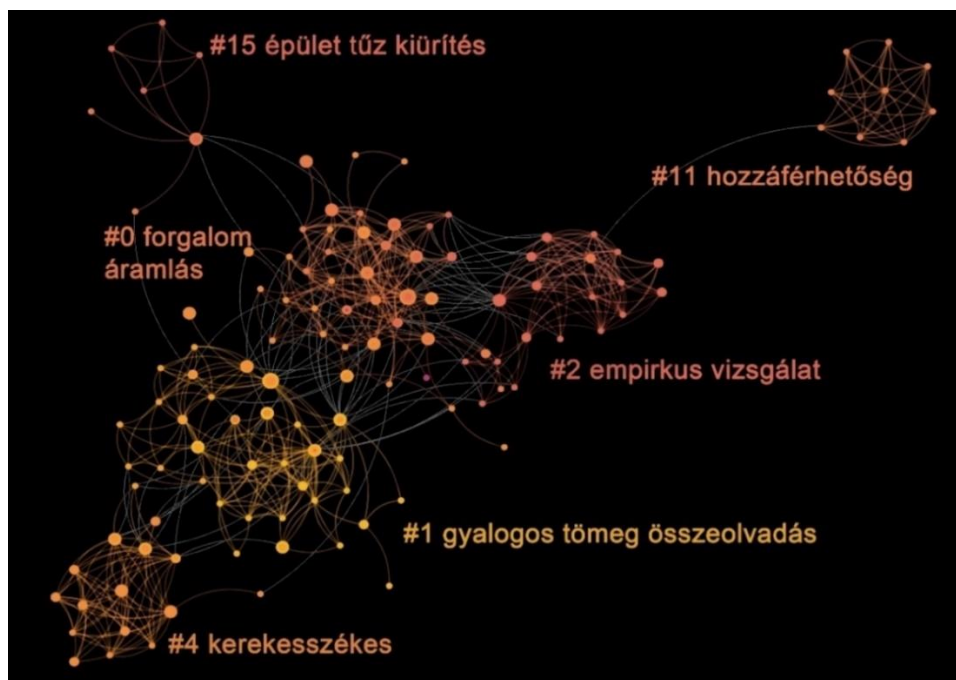 #15 épület tűz kiürítés
#11 hozzáférhetőség
#0 forgalom
áramlás
#2 empirkus vizsgálat
#1 gyalogos tömeg összeolvadás
#4 kerekesszékes